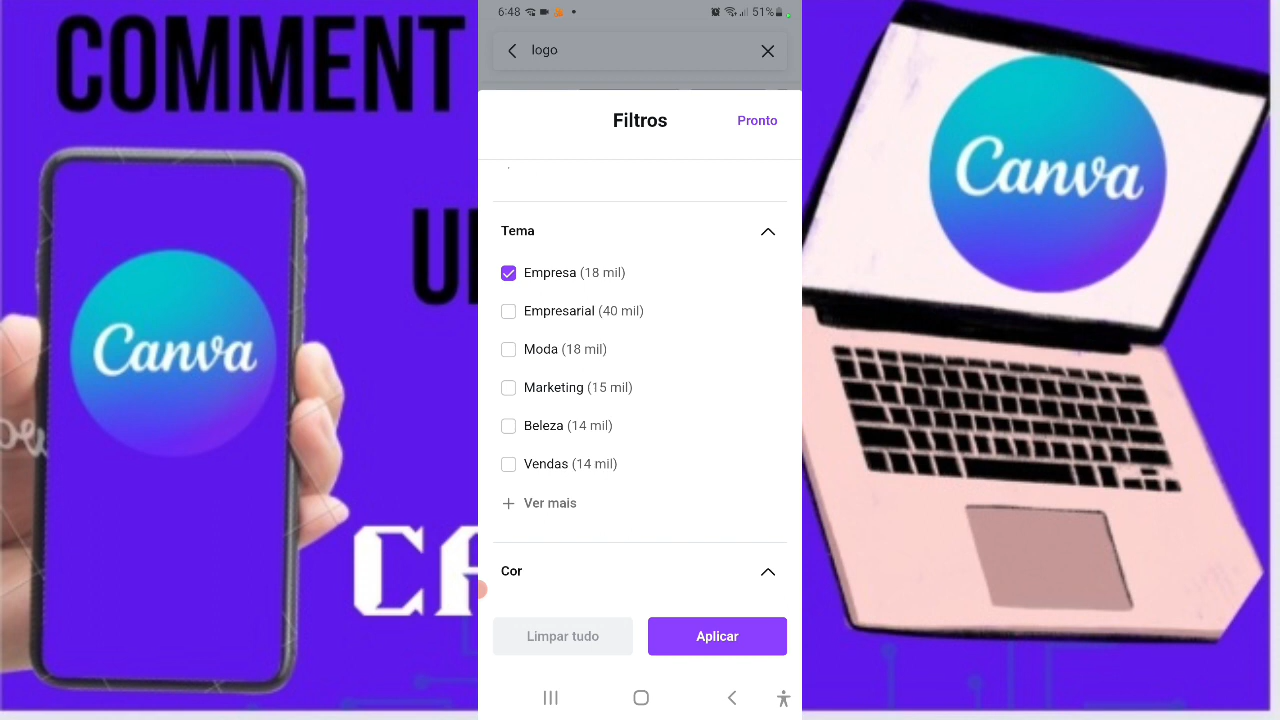 COMMENT
6:48
51%
logo
Filtros
Pronto
Tema
Empresa (18 mil)
Empresarial (40 mil)
Moda (18 mil)
Marketing (15 mil)
Beleza (14 mil)
Vendas (14 mil)
Ver mais
Cor
Limpar tudo
Aplicar
Canva
Canva